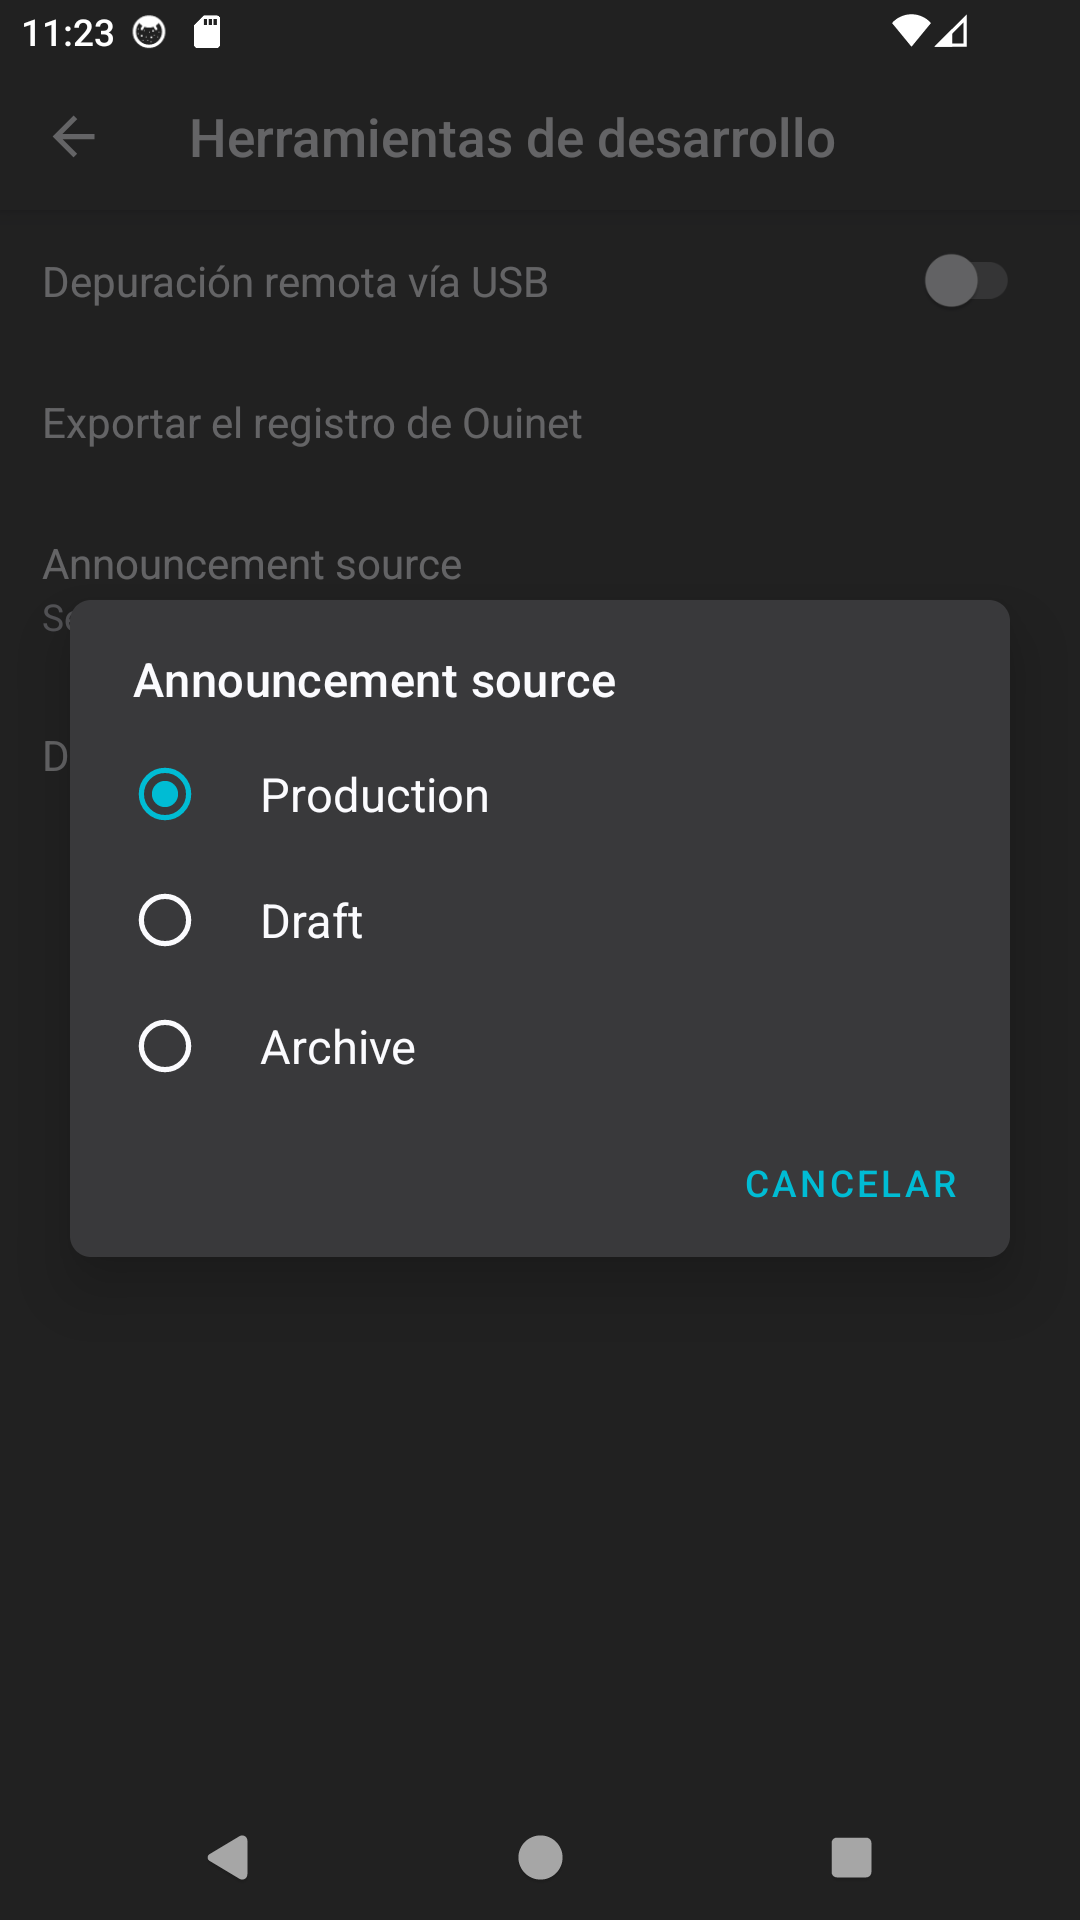 11:23
Herramientas de desarrollo
Depuración remota vía USB
Exportar el registro de Ouinet
Announcement source
Announcement source
Production
Draft
Archive
CANCELAR